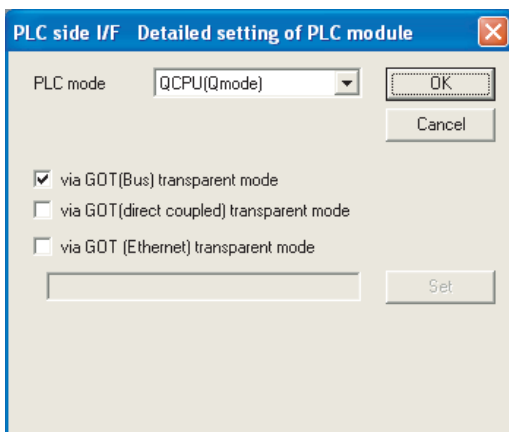 PLC side I/F Detailed setting of PLC module
PLC mode
QCPU(Qmode)
OK
Cancel
via GOT(Bus) transparent mode
via GOT(direct coupled) transparent mode
via GOT (Ethernet) transparent mode
Set